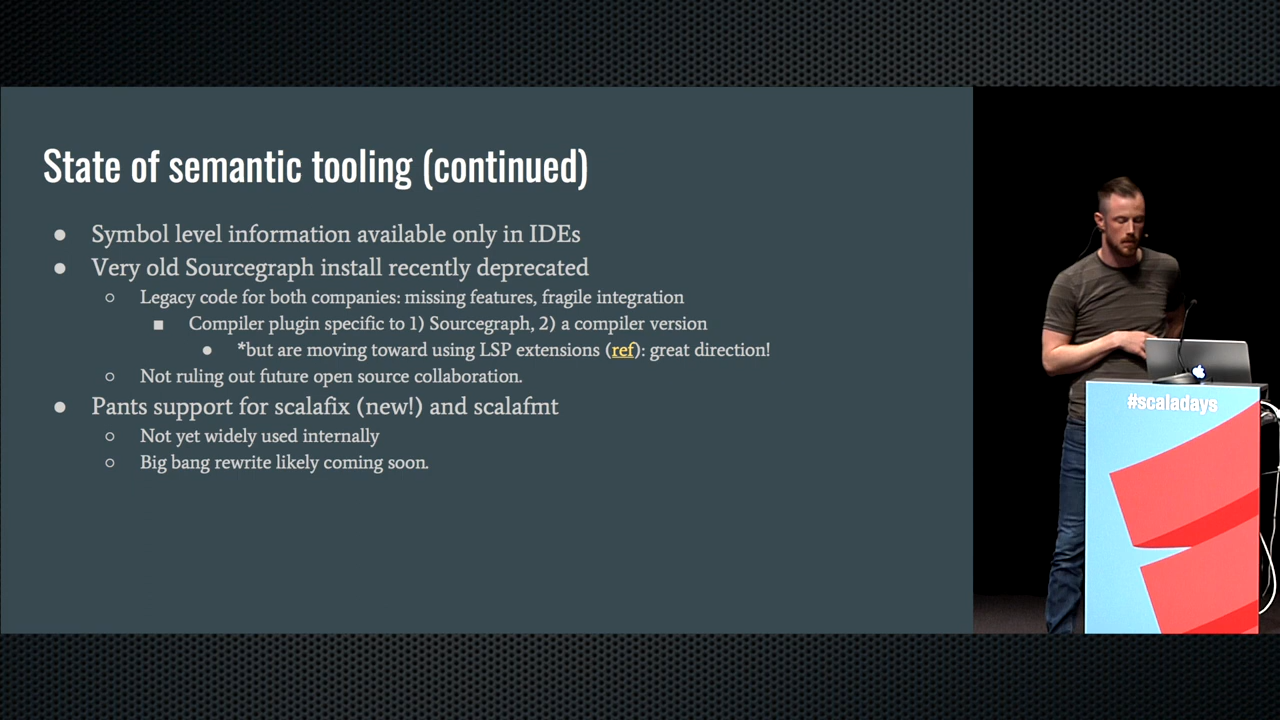 State of semantic tooling (continued)
● Symbol level information available only in IDEs
● Very old Sourcegraph install recently deprecated
○ Legacy code for both companies: missing features, fragile integration
■ Compiler plugin specific to 1) Sourcegraph, 2) a compiler version
● *but are moving toward using LSP extensions (ref): great direction!
○ Not ruling out future open source collaboration.
● Pants support for scalafix (new!) and scalafmt
○ Not yet widely used internally
○ Big bang rewrite likely coming soon.
#scaladays